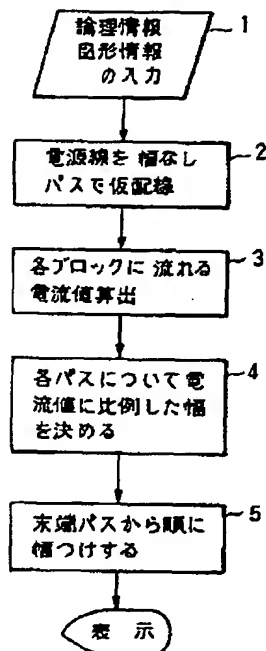 論理情報
図形情報
の入力
1
電源線を幅なし
パスで仮配線
2
各ブロックに流れる
電流値算出
3
各パスについて電
流値に比例した幅
を決める
4
末端パスから順に
幅つけする
5
表示